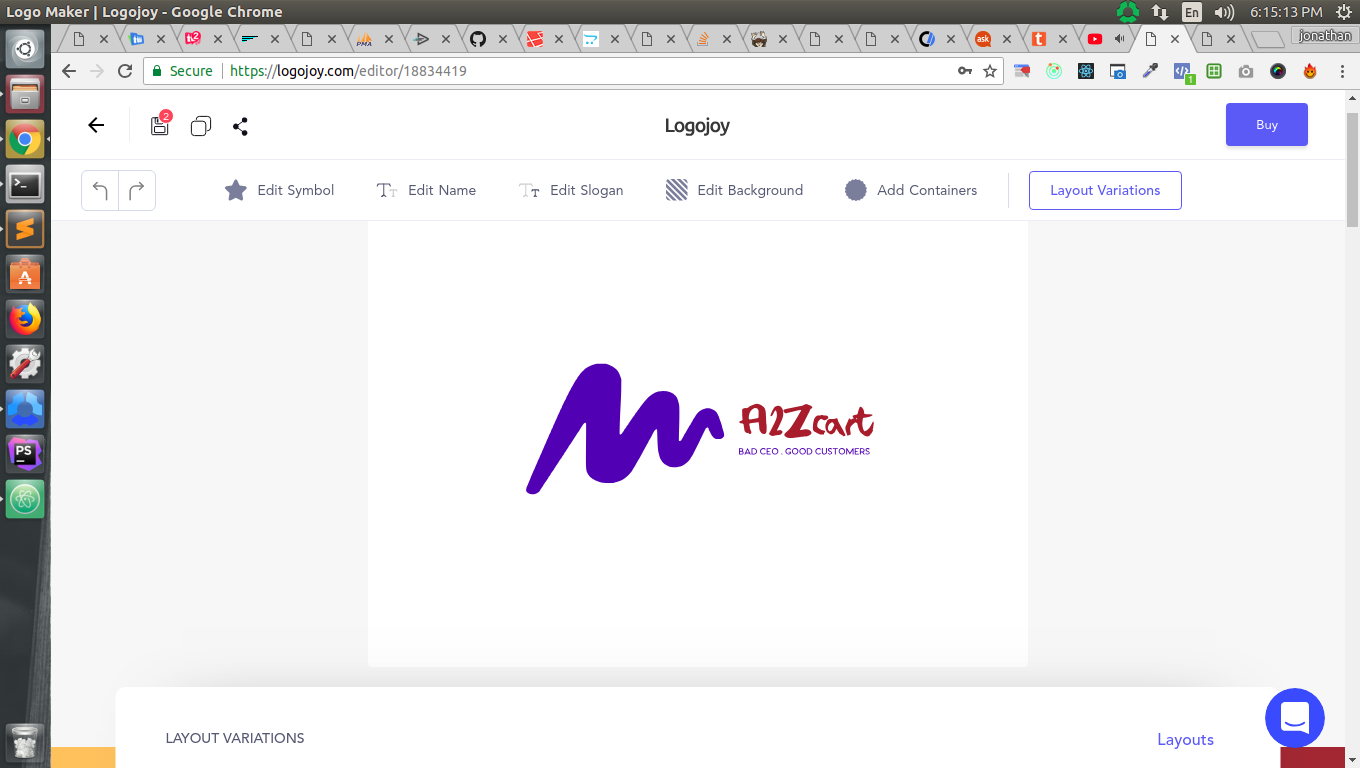 Logo Maker | Logojoy - Google Chrome
En
6:15:13 PM
jonathan
Secure
https://logojoy.com/editor/18834419
1
2
Logojoy
Buy
Edit Symbol
Edit Name
Edit Slogan
Edit Background
Add Containers
Layout Variations
A2Zcart
BAD CEO . GOOD CUSTOMERS
LAYOUT VARIATIONS
Layouts